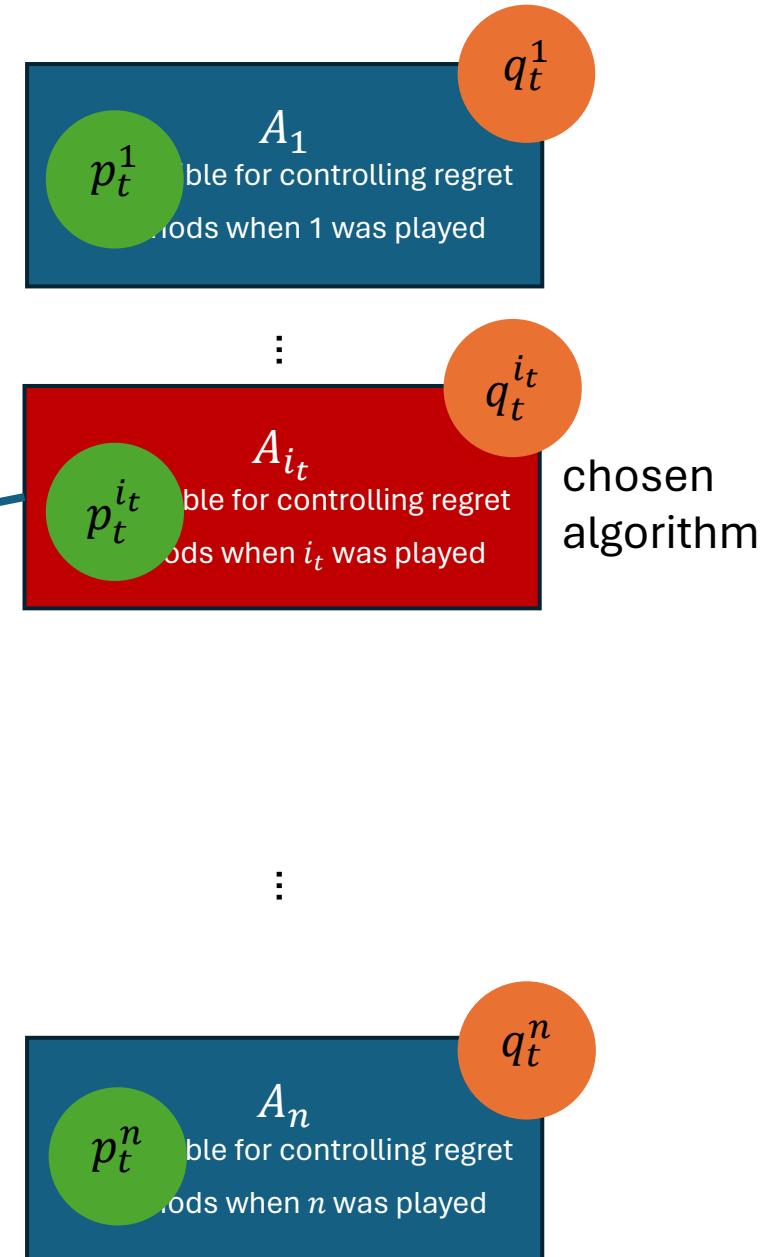 q_t^1
A_1
p_t^1
ble for controlling regret
ods when 1 was played
⋮
q_t^{i_t}
A_{i_t}
p_t^{i_t}
ble for controlling regret
ods when i_t was played
chosen
algorithm
⋮
q_t^n
A_n
p_t^n
ble for controlling regret
ods when n was played